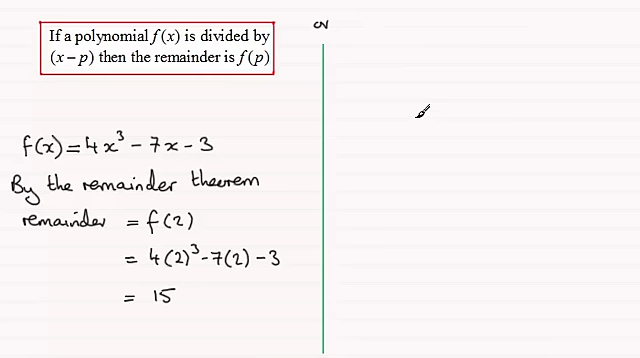 If a polynomial f(x) is divided by
(x – p) then the remainder is f(p)
or
f(x) = 4x³ - 7x - 3
By the remainder theorem
remainder = f(2)
= 4(2)³ - 7(2) - 3
= 15